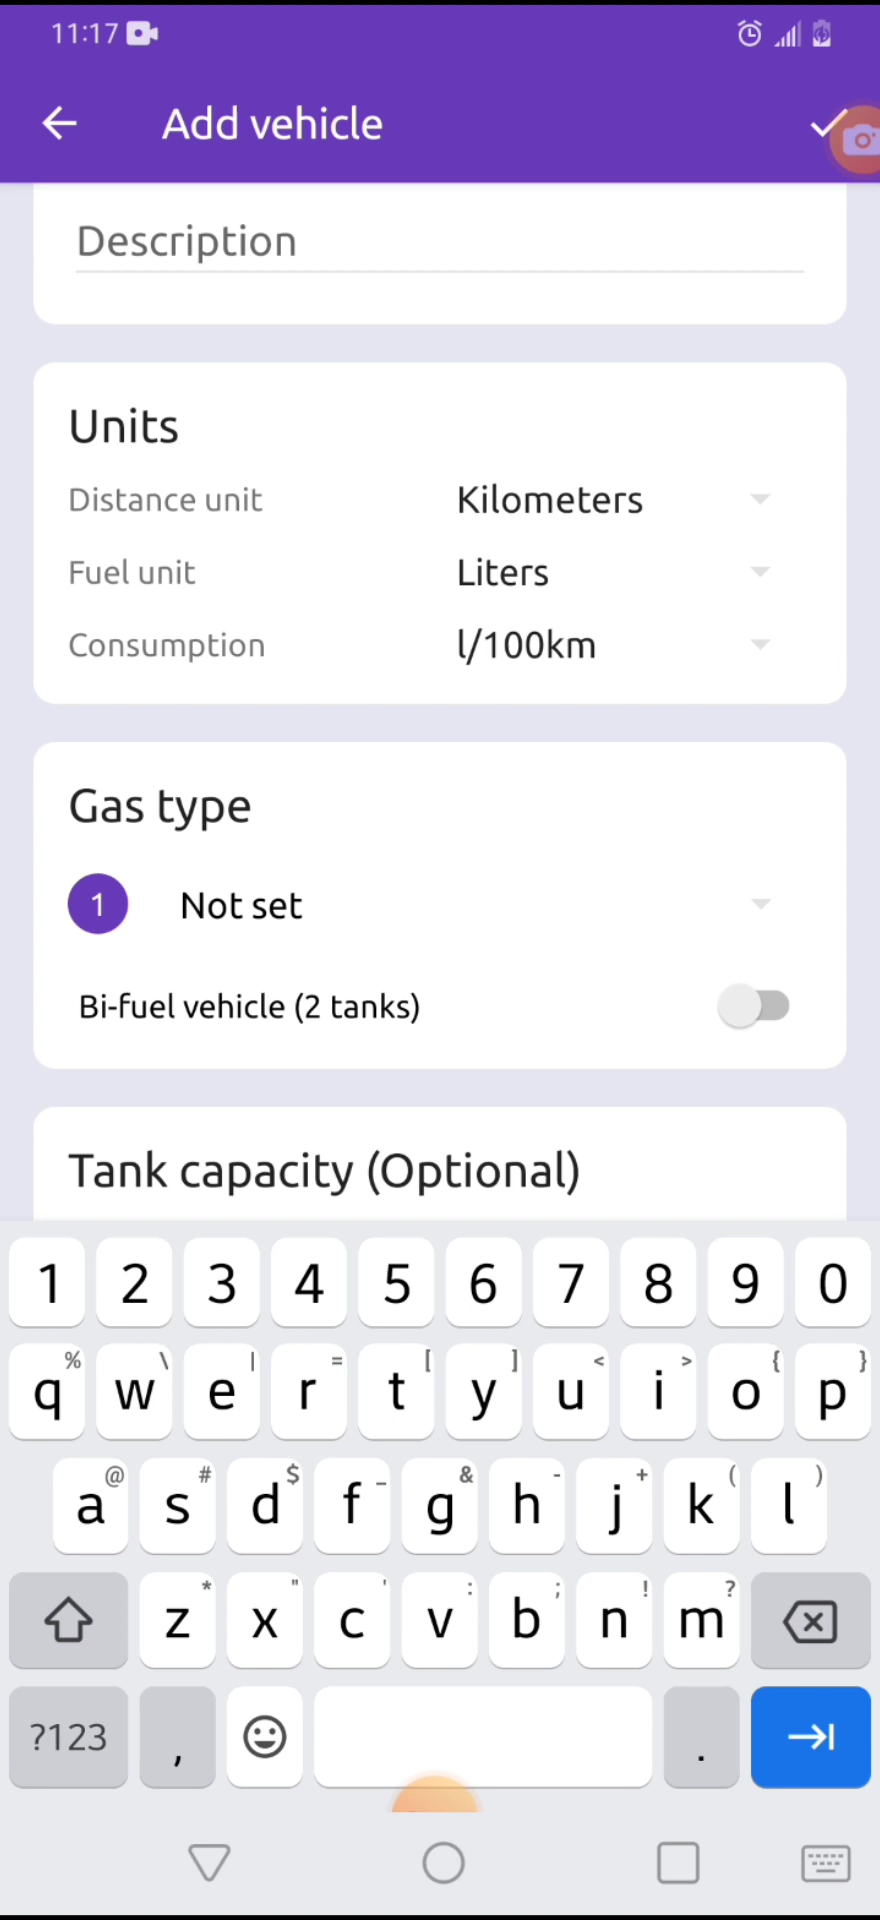 11:17
Add vehicle
Description
Units
Distance unit Kilometers
Fuel unit Liters
Consumption l/100km
Gas type
1 Not set
Bi-fuel vehicle (2 tanks)
Tank capacity (Optional)
1 2 3 4 5 6 7 8 9 0
q % w \ e | r = t [ y ] u < i > o { p }
a @ s # d $ f _ g & h - j + k ( l )
z * x " c ' v : b ; n ! m ?
?123 , .